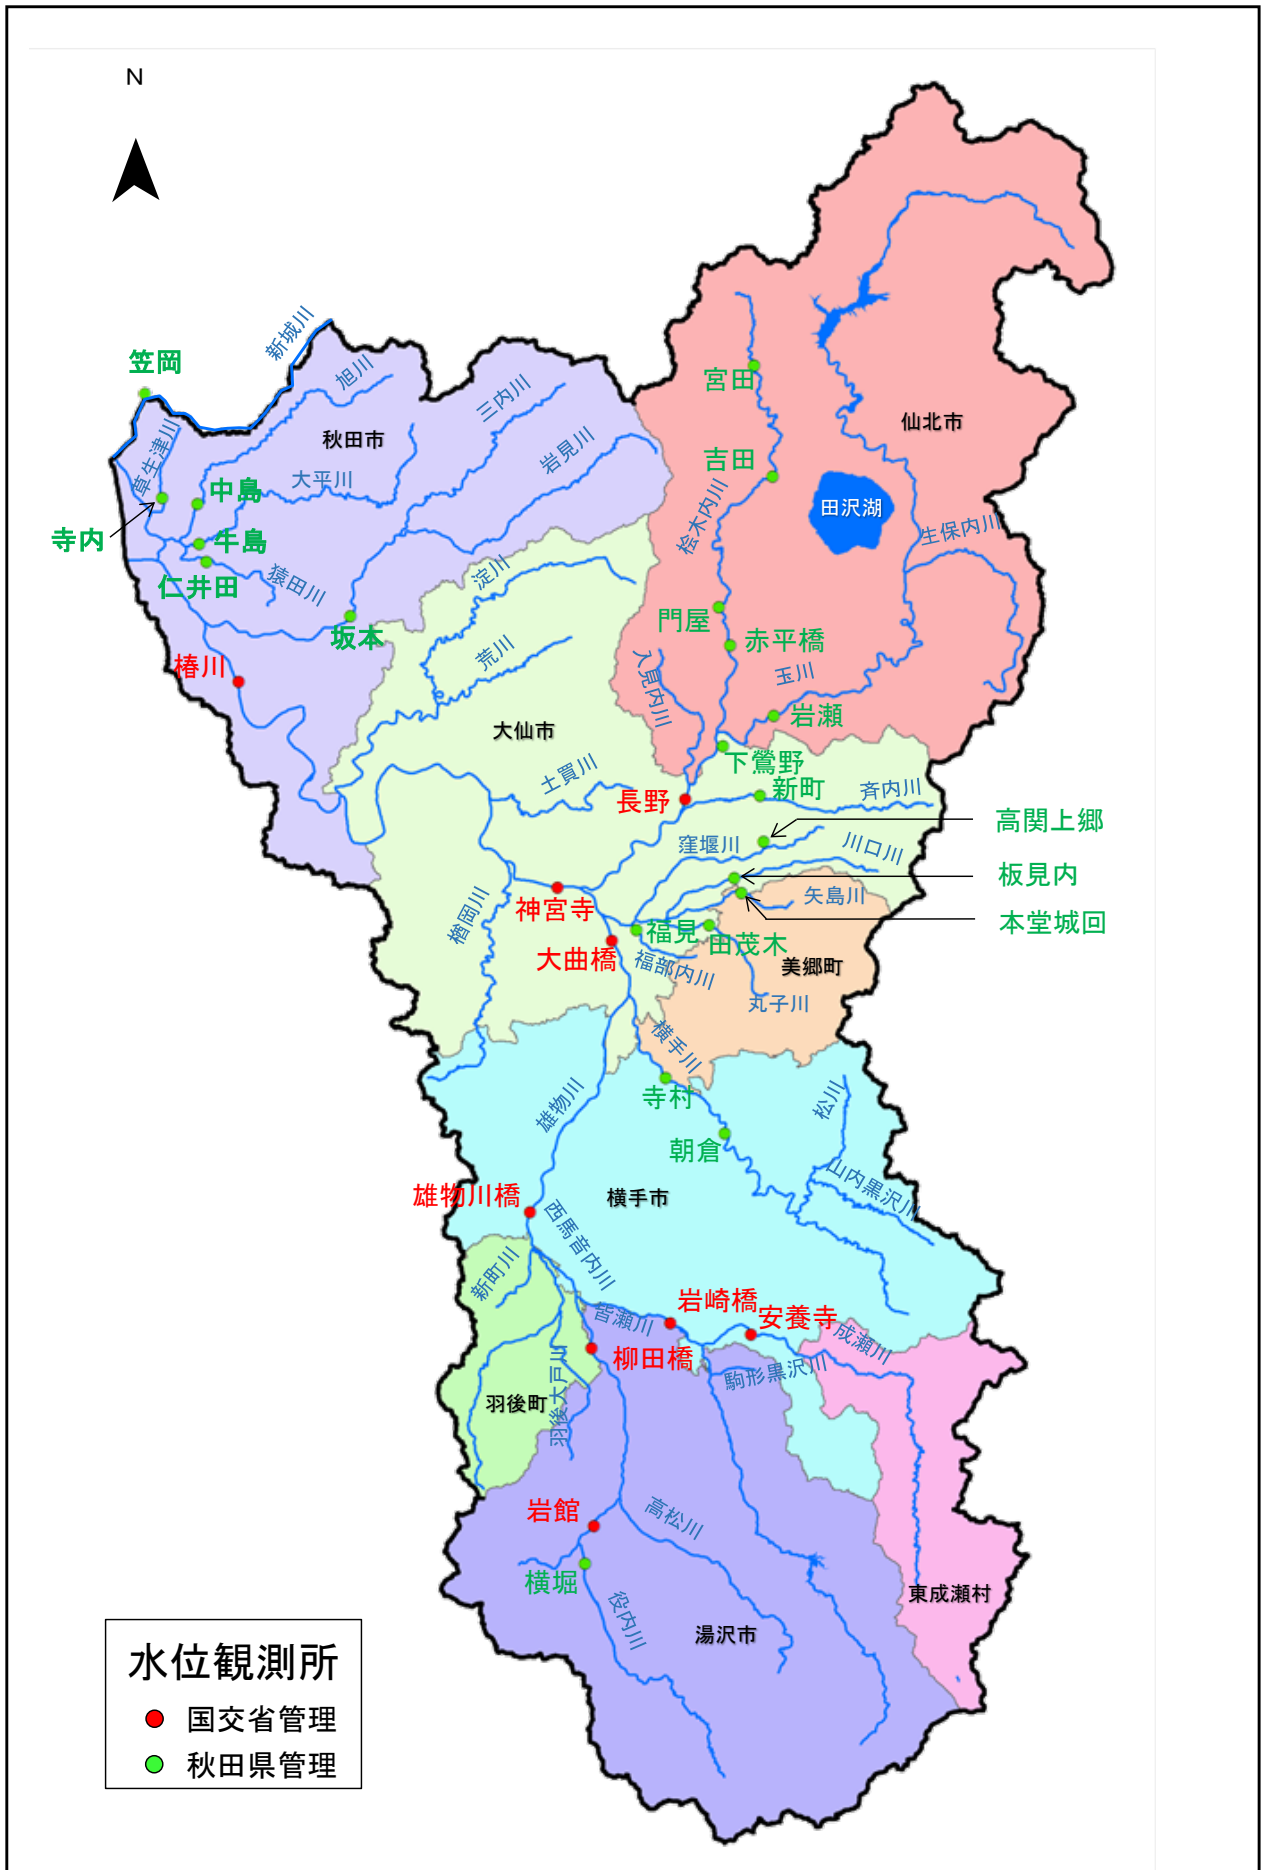 N
新城川
笠岡
旭川
三内川
秋田市
岩見川
草生津川
大平川
中島
寺内
牛島
仁井田
猿田川
坂本
椿川
宮田
仙北市
吉田
田沢湖
桧木内川
生保内川
淀川
門屋
赤平橋
荒川
入見内川
玉川
岩瀬
大仙市
下鶯野
土買川
新町
斉内川
長野
高関上郷
窪堰川
川口川
板見内
矢島川
神宮寺
本堂城回
楢岡川
福見
田茂木
大曲橋
福部内川
美郷町
丸子川
横手川
寺村
雄物川
松川
朝倉
山内黒沢川
雄物川橋
横手市
西馬音内川
新町川
岩崎橋
安養寺
皆瀬川
成瀬川
柳田橋
駒形黒沢川
羽後町
羽後大戸川
岩館
高松川
横堀
役内川
東成瀬村
湯沢市
水位観測所
国交省管理
秋田県管理